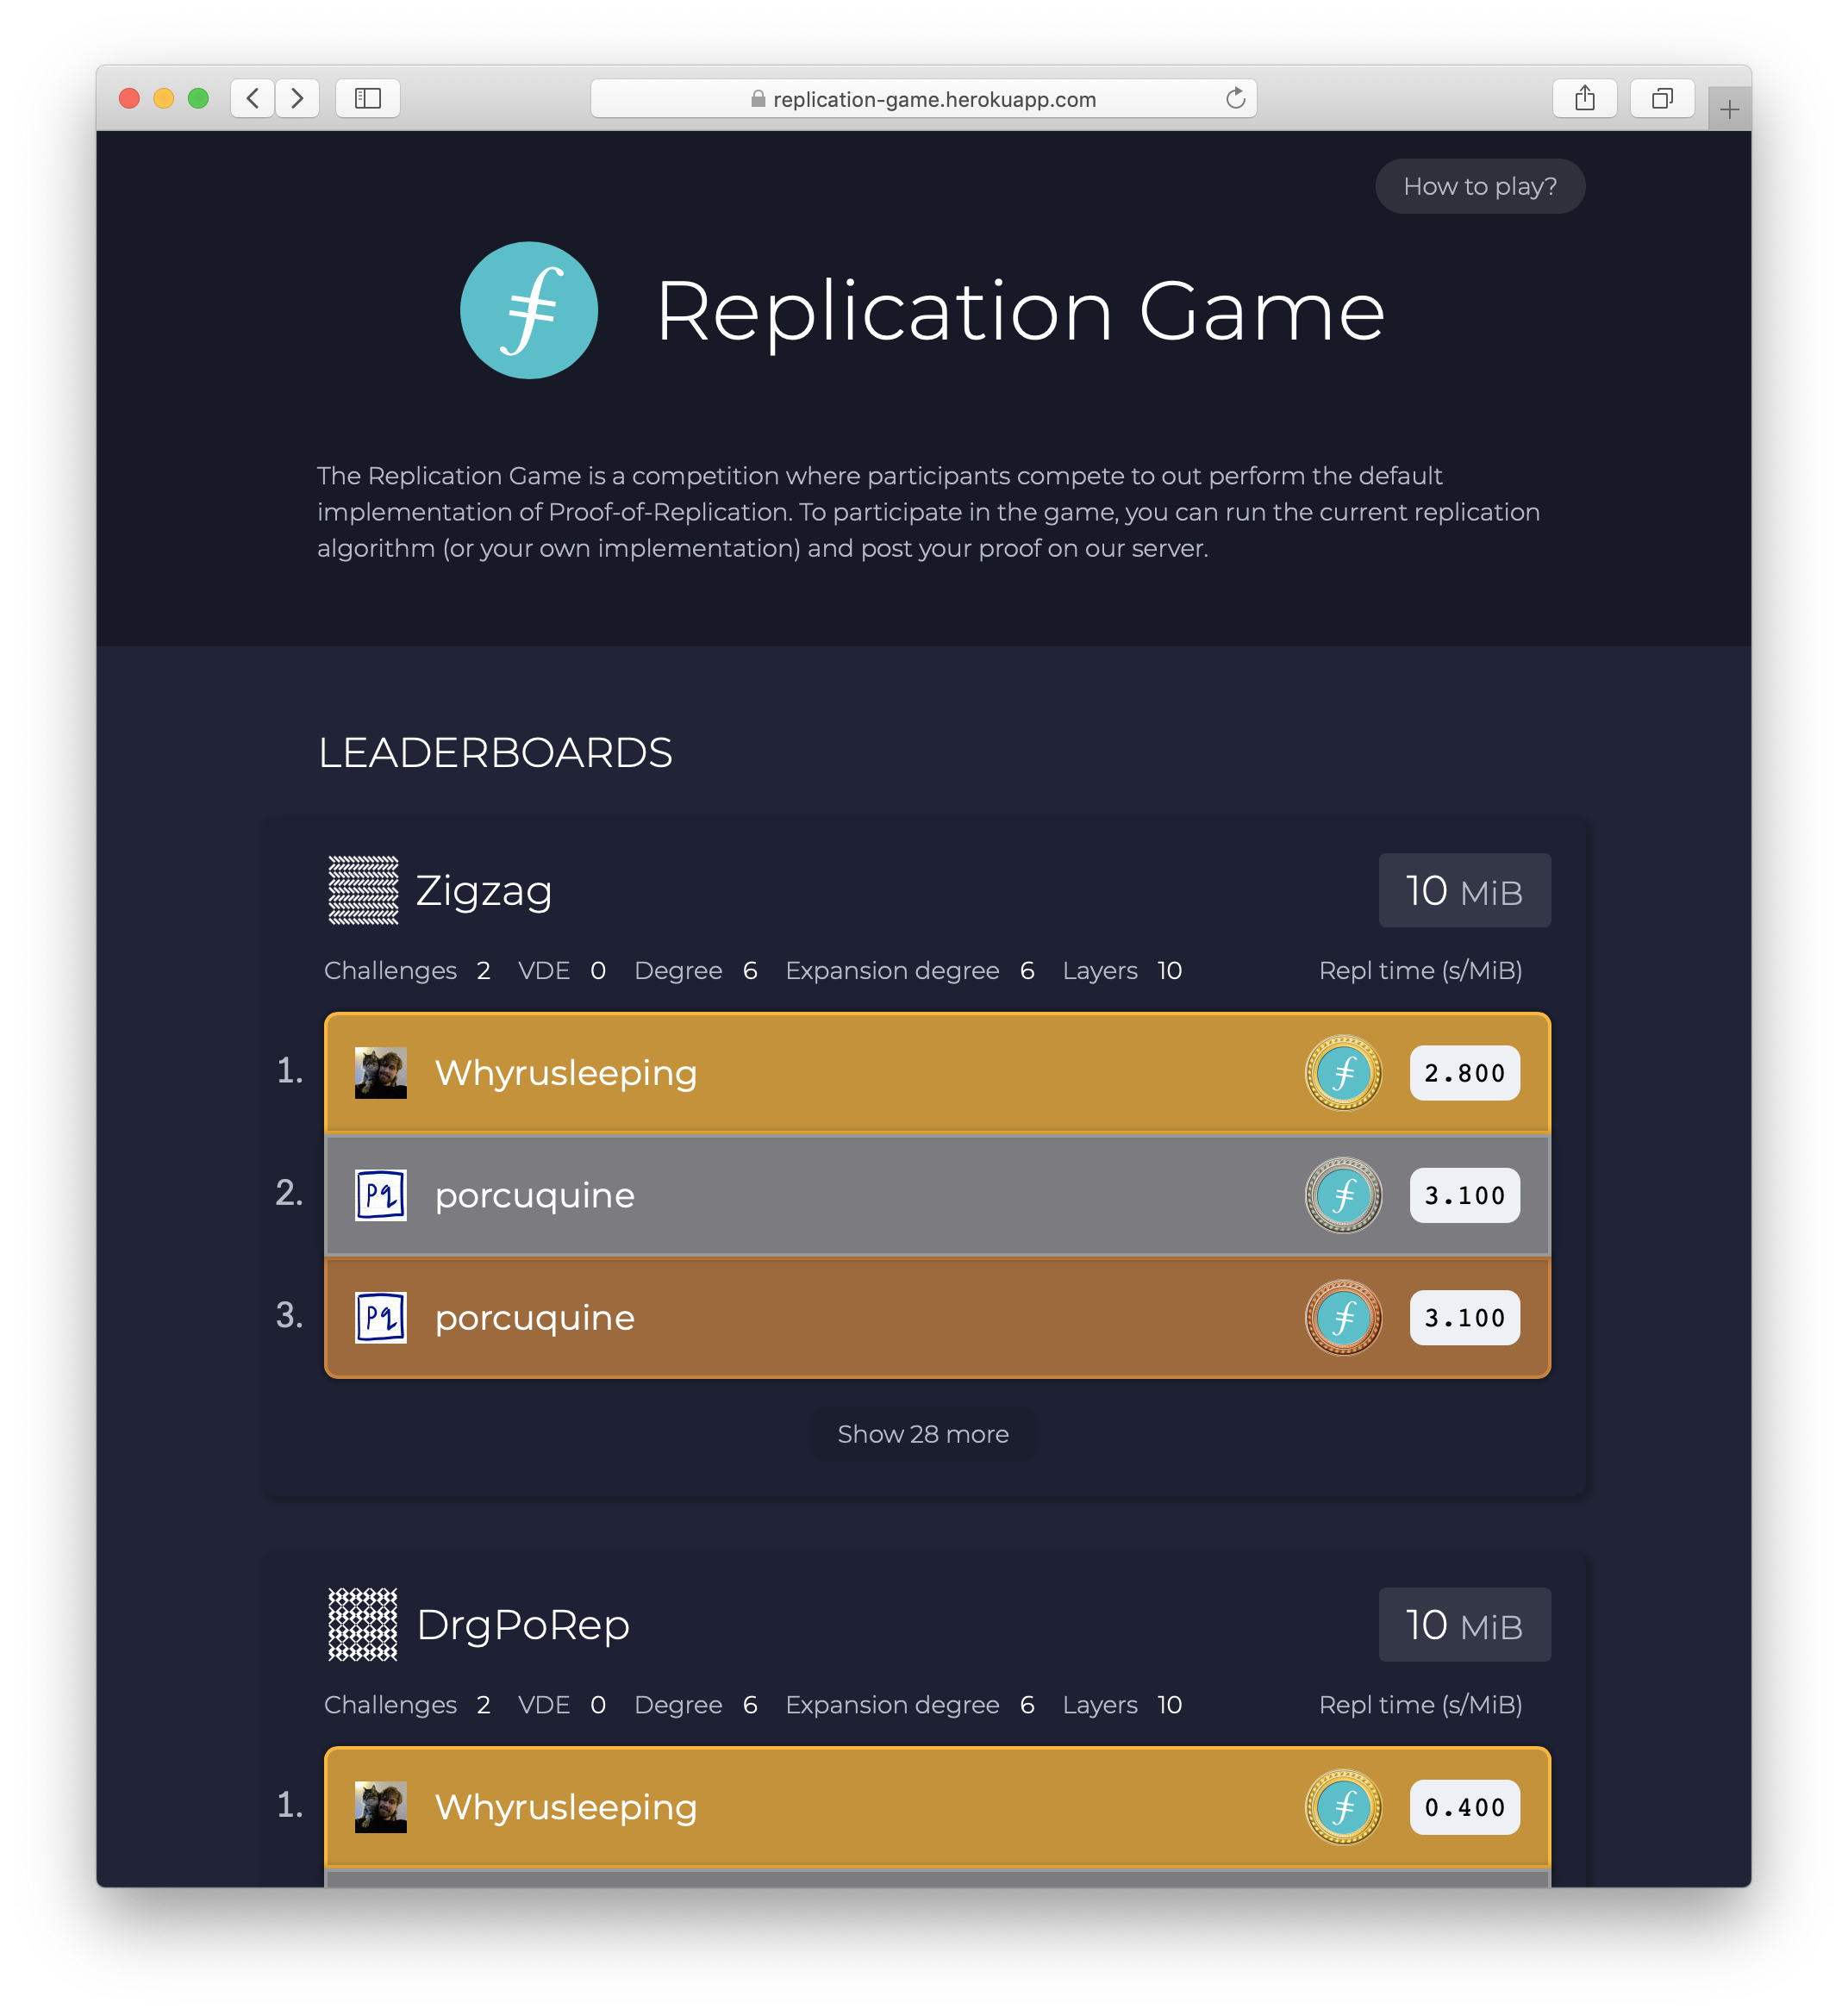 replication-game.herokuapp.com
How to play?
Replication Game
The Replication Game is a competition where participants compete to out perform the default
implementation of Proof-of-Replication. To participate in the game, you can run the current replication
algorithm (or your own implementation) and post your proof on our server.
LEADERBOARDS
Zigzag 10 MiB
Challenges 2 VDE 0 Degree 6 Expansion degree 6 Layers 10 Repl time (s/MiB)
1. Whyrusleeping 2.800
2. Pq porcuquine 3.100
3. Pq porcuquine 3.100
Show 28 more
DrgPoRep 10 MiB
Challenges 2 VDE 0 Degree 6 Expansion degree 6 Layers 10 Repl time (s/MiB)
1. Whyrusleeping 0.400